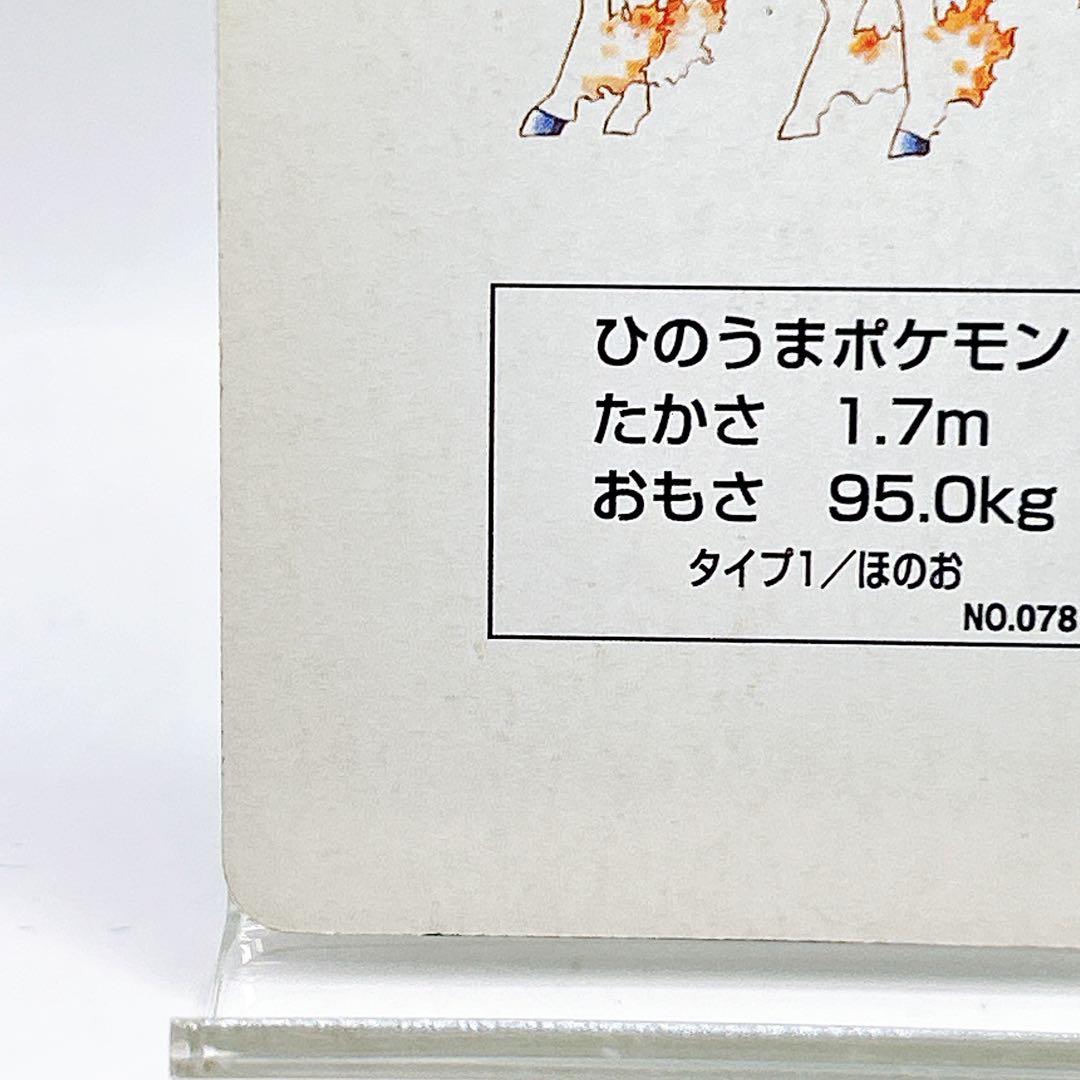 ひのうまポケモン
たかさ 1.7m
おもさ 95.0kg
タイプ1／ほのお
NO.078